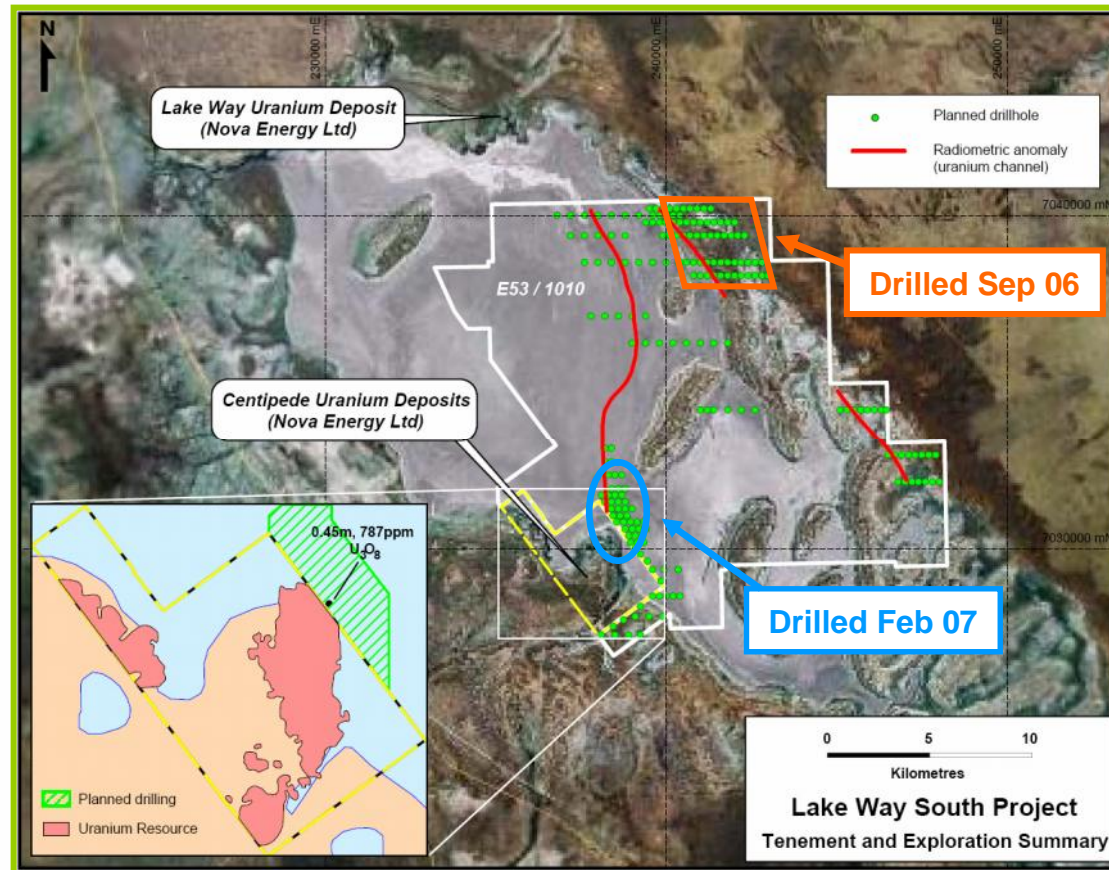 N
230000 mE
240000 mE
250000 mE
Lake Way Uranium Deposit
(Nova Energy Ltd)
Planned drillhole
Radiometric anomaly
(uranium channel)
7040000 mN
Drilled Sep 06
E53 / 1010
Centipede Uranium Deposits
(Nova Energy Ltd)
7030000 mN
0.45m, 787ppm
U3O8
Drilled Feb 07
Planned drilling
Uranium Resource
0 5 10
Kilometres
Lake Way South Project
Tenement and Exploration Summary